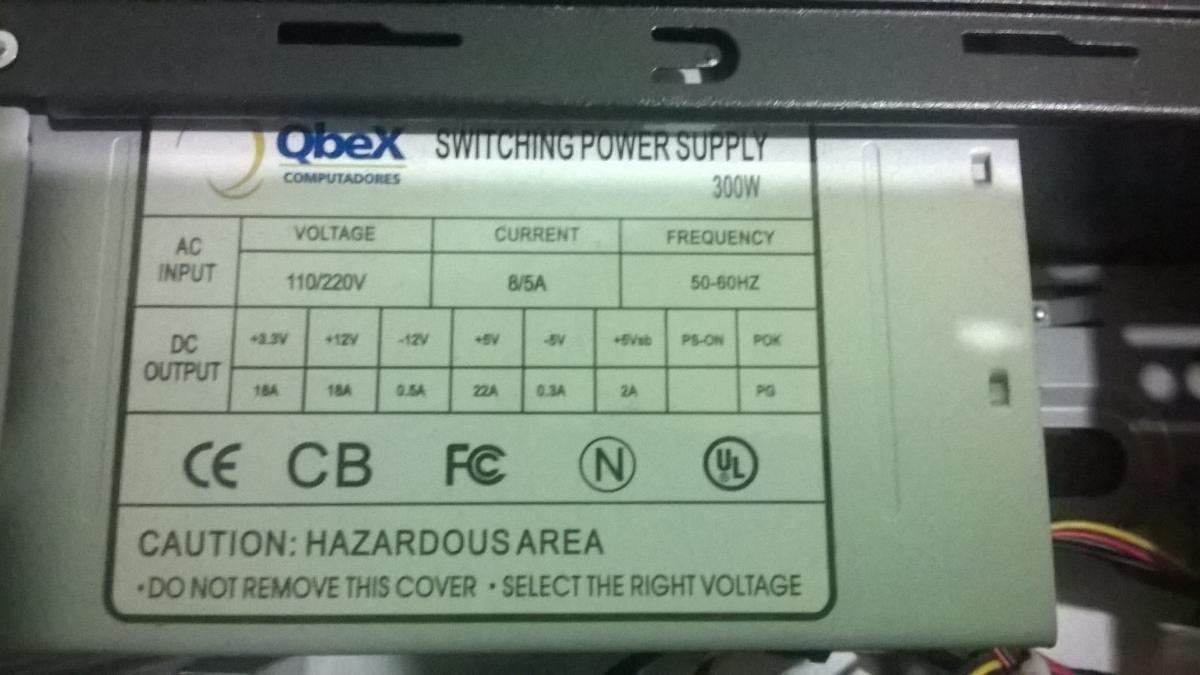 QbeX SWITCHING POWER SUPPLY
COMPUTADORES 300W
AC INPUT VOLTAGE CURRENT FREQUENCY
110/220V 8/5A 50-60HZ
DC OUTPUT +3.3V +12V -12V +5V -5V +5Vsb PS-ON POK
18A 18A 0.5A 22A 0.3A 2A PG
CE CB FC N UL
CAUTION: HAZARDOUS AREA
·DO NOT REMOVE THIS COVER ·SELECT THE RIGHT VOLTAGE